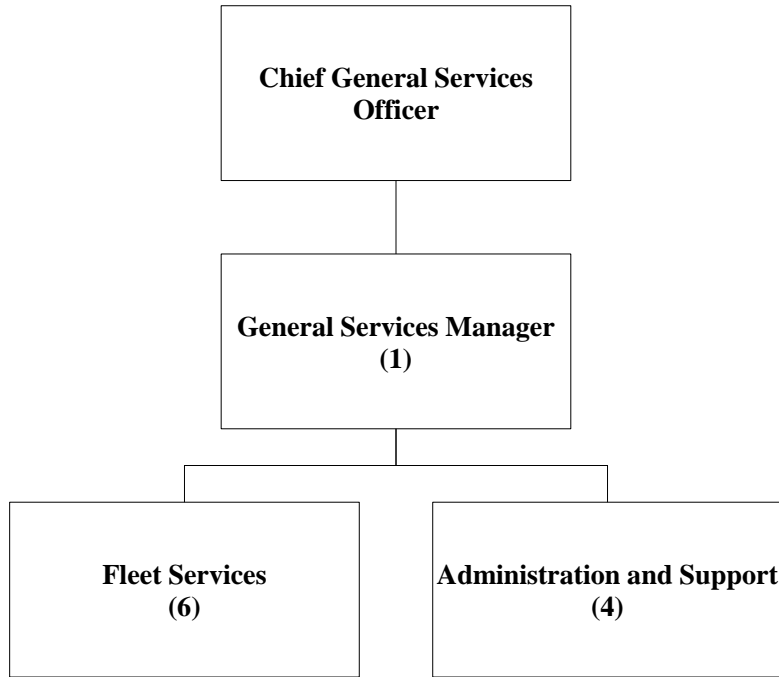 Chief General Services
Officer
General Services Manager
(1)
Fleet Services
(6)
Administration and Support
(4)